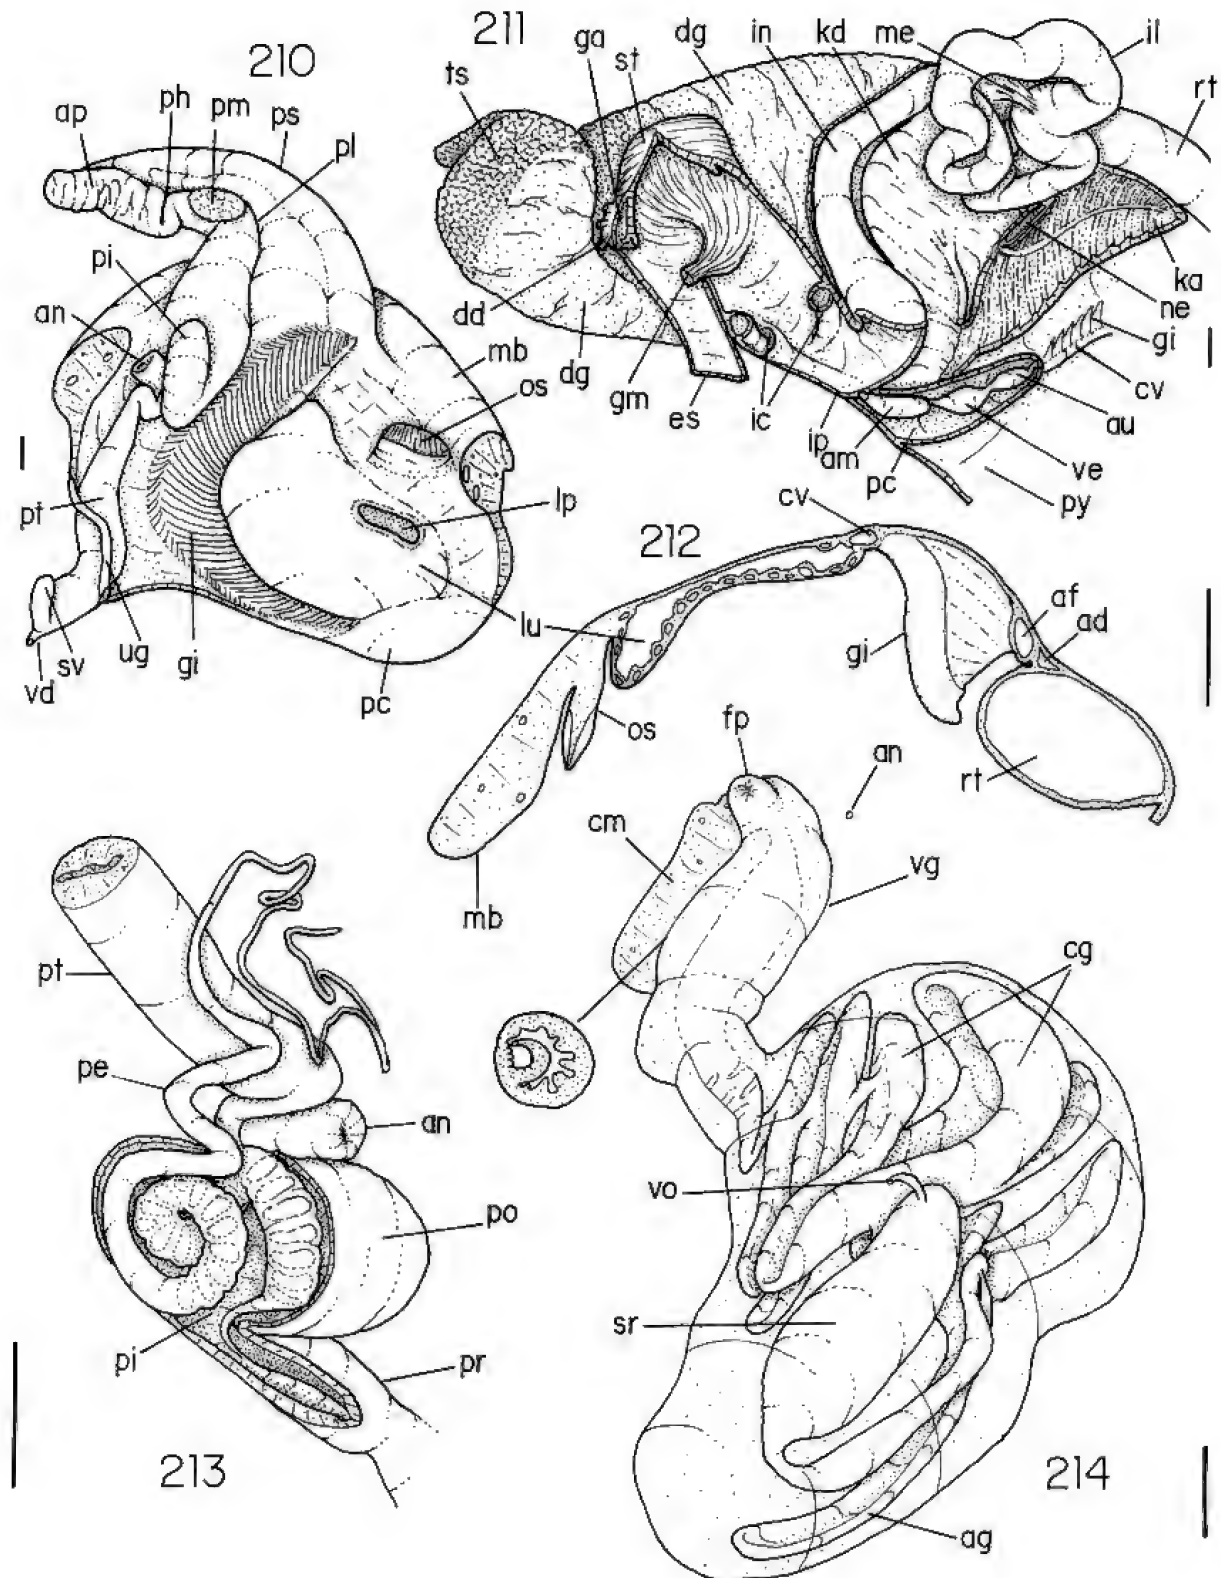 210
ap
ph
pm
ps
pl
pi
an
mb
os
lp
pt
lu
vd
sv
ug
gi
pc
211
ts
ga
st
dg
in
kd
me
il
rt
dd
dg
gm
es
ic
ip
am
pc
ve
py
au
cv
gi
ne
ka
212
cv
af
ad
gi
rt
os
lu
mb
213
pt
pe
an
po
pi
pr
214
fp
an
cm
vg
cg
vo
sr
ag